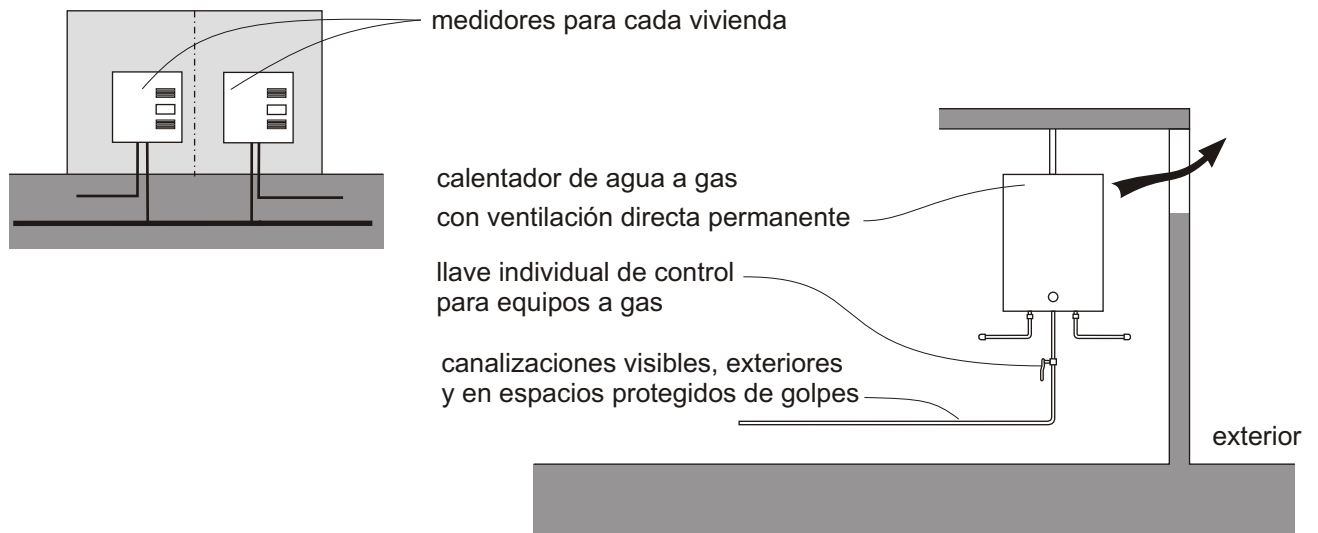 medidores para cada vivienda
calentador de agua a gas
con ventilación directa permanente
llave individual de control
para equipos a gas
canalizaciones visibles, exteriores
y en espacios protegidos de golpes
exterior